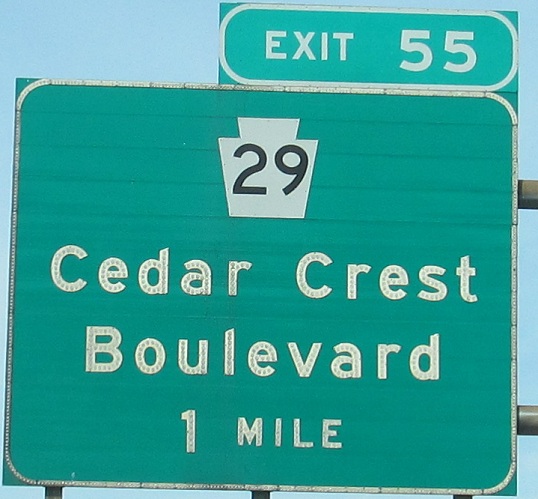 EXIT 55
29
Cedar Crest
Boulevard
1 MILE